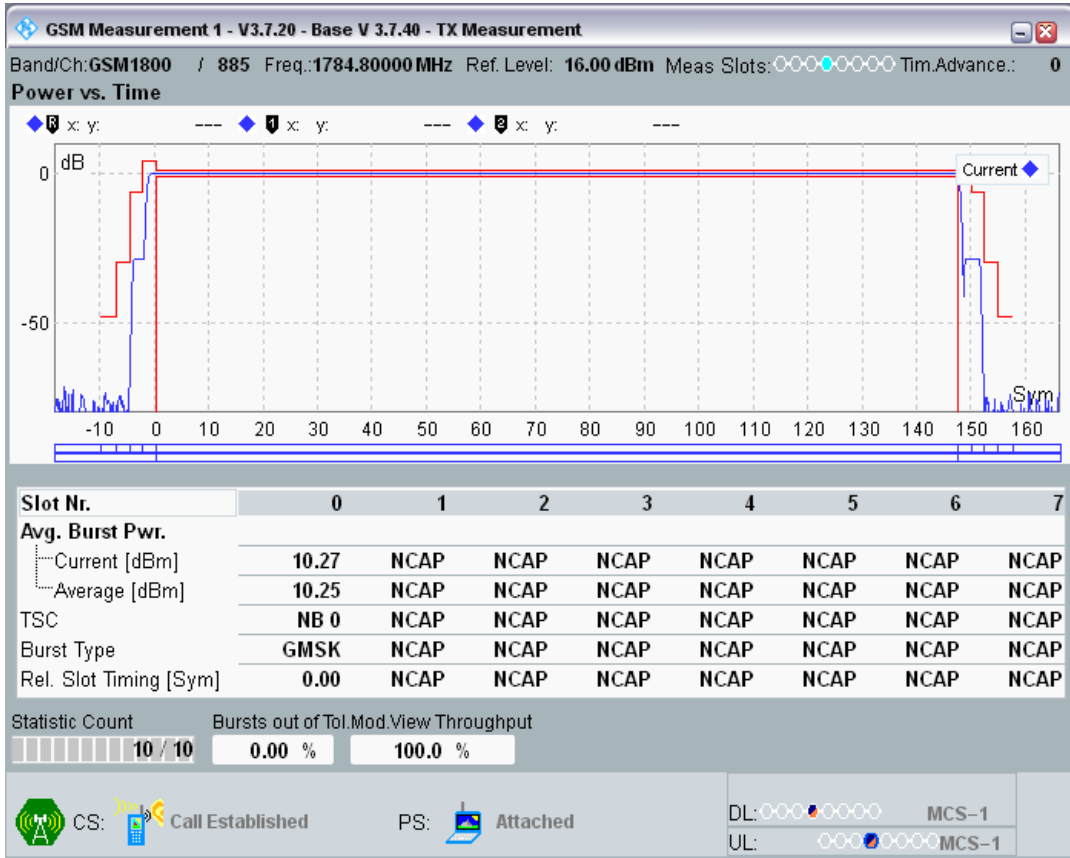 GSM Measurement 1 - V3.7.20 - Base V 3.7.40 - TX Measurement
Band/Ch:GSM1800 / 885 Freq.:1784.80000 MHz Ref. Level: 16.00 dBm Meas Slots: Tim.Advance.: 0
Power vs. Time
R x: y: --- 1 x: y: --- 2 x: y: ---
dB
0
Current
-50
Sym
-10 0 10 20 30 40 50 60 70 80 90 100 110 120 130 140 150 160
Slot Nr. 0 1 2 3 4 5 6 7
Avg. Burst Pwr.
Current [dBm] 10.27 NCAP NCAP NCAP NCAP NCAP NCAP NCAP
Average [dBm] 10.25 NCAP NCAP NCAP NCAP NCAP NCAP NCAP
TSC NB 0 NCAP NCAP NCAP NCAP NCAP NCAP NCAP
Burst Type GMSK NCAP NCAP NCAP NCAP NCAP NCAP NCAP
Rel. Slot Timing [Sym] 0.00 NCAP NCAP NCAP NCAP NCAP NCAP NCAP
Statistic Count Bursts out of Tol. Mod.View Throughput
10 / 10 0.00 % 100.0 %
CS: Call Established PS: Attached
DL: MCS-1
UL: MCS-1